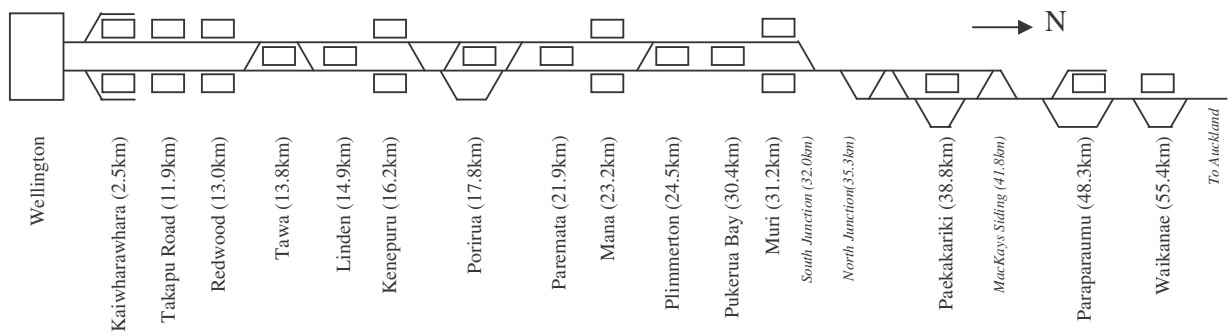 N
Wellington
Kaiwharawhara (2.5km)
Takapu Road (11.9km)
Redwood (13.0km)
Tawa (13.8km)
Linden (14.9km)
Kenepuru (16.2km)
Porirua (17.8km)
Paremata (21.9km)
Mana (23.2km)
Plimmerton (24.5km)
Pukerua Bay (30.4km)
Muri (31.2km)
South Junction (32.0km)
North Junction(35.3km)
Paekakariki (38.8km)
MacKays Siding (41.8km)
Paraparaumu (48.3km)
Waikanae (55.4km)
To Auckland